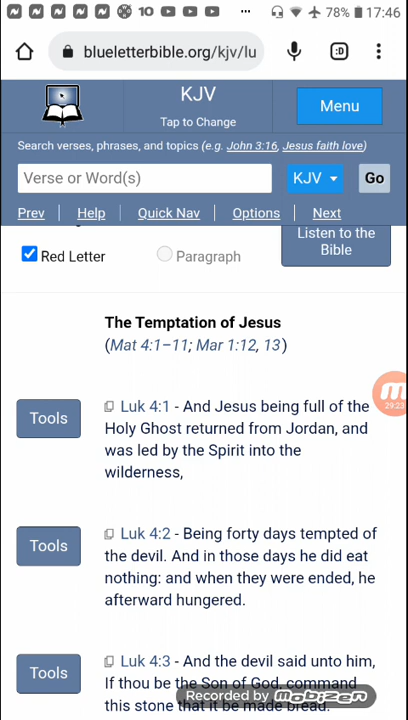 10
78%
17:46
blueletterbible.org/kjv/lu
:D
KJV
Tap to Change
Menu
Search verses, phrases, and topics (e.g. John 3:16, Jesus faith love)
Verse or Word(s)
KJV
Go
Prev
Help
Quick Nav
Options
Next
Red Letter
Paragraph
Listen to the
Bible
The Temptation of Jesus
(Mat 4:1–11; Mar 1:12, 13)
29:23
Tools
Luk 4:1 - And Jesus being full of the
Holy Ghost returned from Jordan, and
was led by the Spirit into the
wilderness,
Tools
Luk 4:2 - Being forty days tempted of
the devil. And in those days he did eat
nothing: and when they were ended, he
afterward hungered.
Tools
Luk 4:3 - And the devil said unto him,
If thou be the Son of God, command
this stone that it be made bread.
Recorded by mobizen